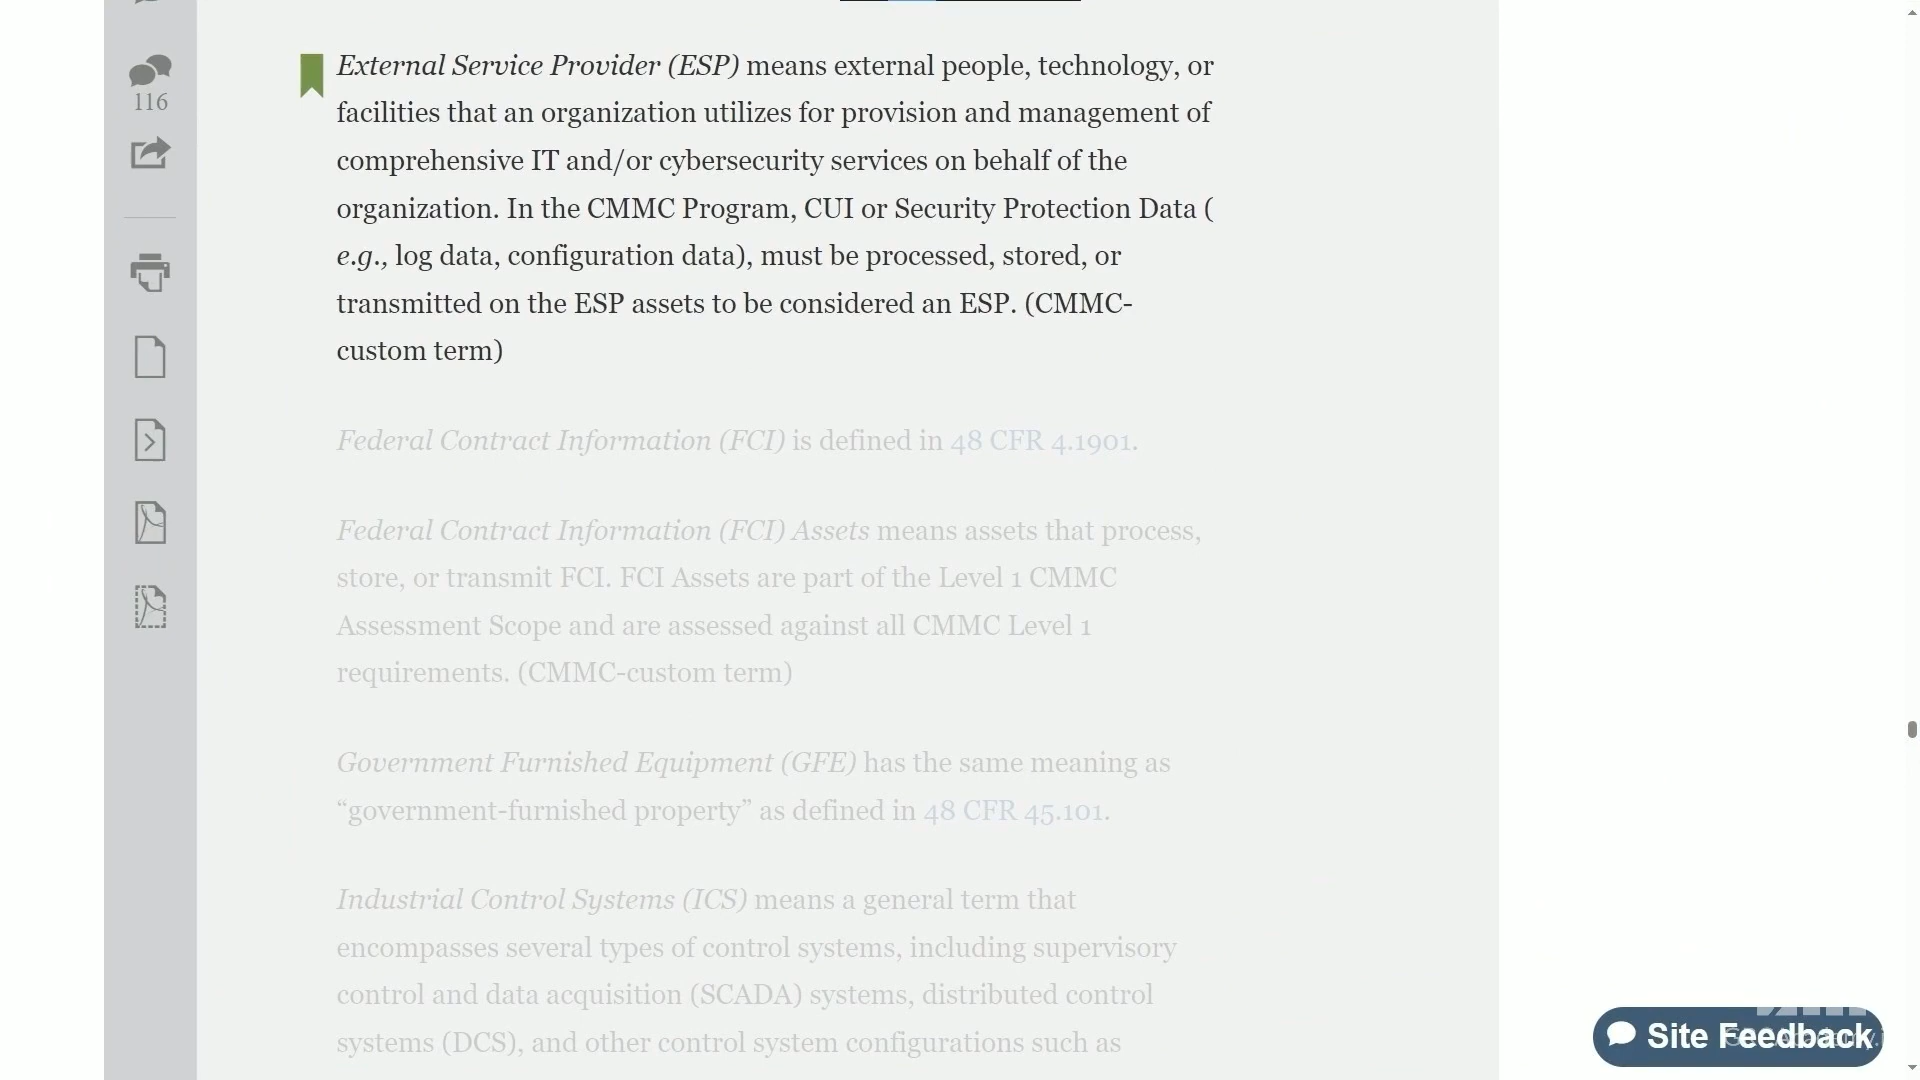 116
External Service Provider (ESP) means external people, technology, or
facilities that an organization utilizes for provision and management of
comprehensive IT and/or cybersecurity services on behalf of the
organization. In the CMMC Program, CUI or Security Protection Data (
e.g., log data, configuration data), must be processed, stored, or
transmitted on the ESP assets to be considered an ESP. (CMMC-
custom term)
Federal Contract Information (FCI) is defined in 48 CFR 4.1901.
Federal Contract Information (FCI) Assets means assets that process,
store, or transmit FCI. FCI Assets are part of the Level 1 CMMC
Assessment Scope and are assessed against all CMMC Level 1
requirements. (CMMC-custom term)
Government Furnished Equipment (GFE) has the same meaning as
“government-furnished property” as defined in 48 CFR 45.101.
Industrial Control Systems (ICS) means a general term that
encompasses several types of control systems, including supervisory
control and data acquisition (SCADA) systems, distributed control
systems (DCS), and other control system configurations such as
Site Feedback